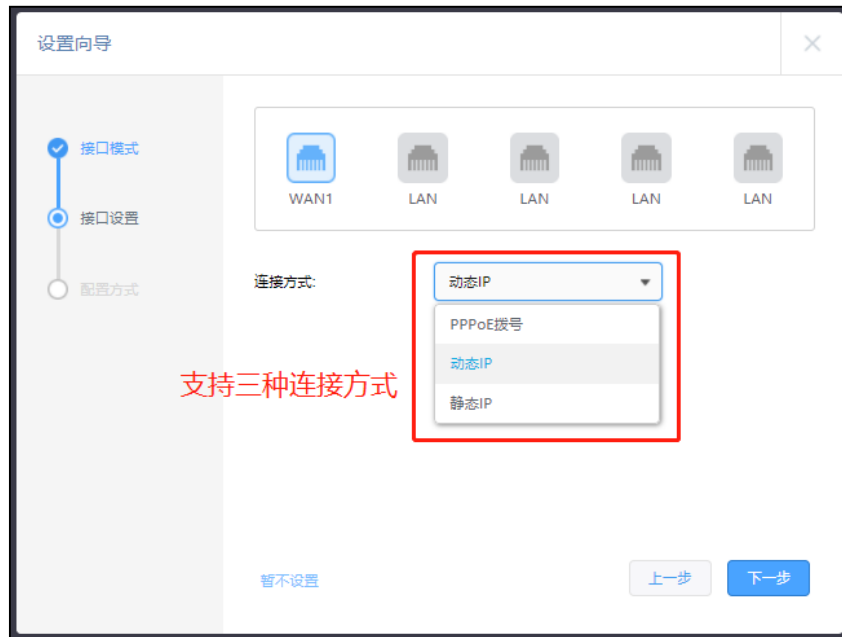 设置向导
接口模式
接口设置
配置方式
WAN1
LAN
LAN
LAN
LAN
连接方式:
动态IP
PPPoE拨号
动态IP
静态IP
支持三种连接方式
暂不设置
上一步
下一步